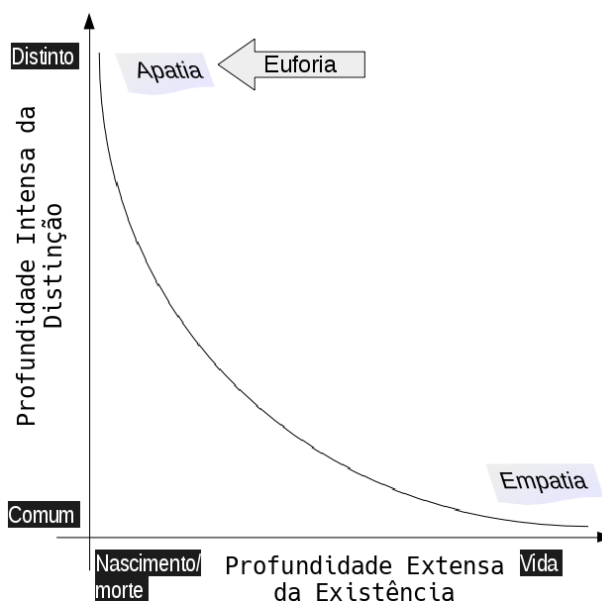 Distinto
Apatia
Euforia
Profundidade Intensa da
Distinção
Empatia
Comum
Nascimento/
morte
Profundidade Extensa
da Existência
Vida